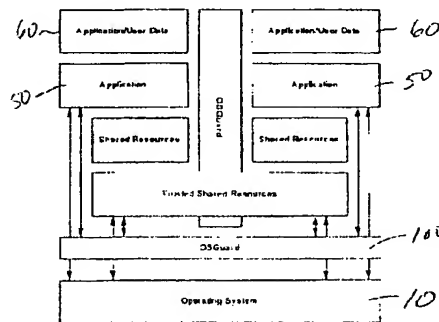 60 Application/User Data Application/User Data 60
50 Application Application 50
OSGuard
Shared Resources Shared Resources
Trusted Shared Resources
OSGuard 100
Operating System 10